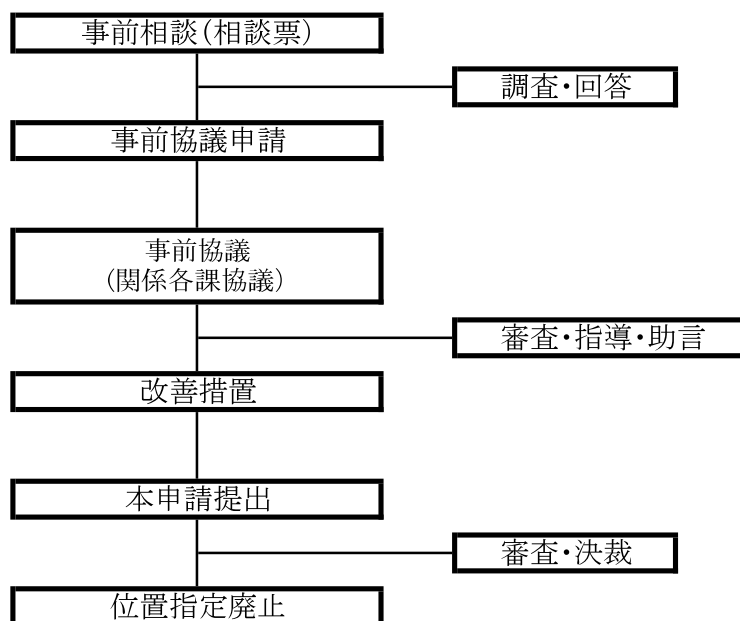 事前相談(相談票)
調査・回答
事前協議申請
事前協議
(関係各課協議)
審査・指導・助言
改善措置
本申請提出
審査・決裁
位置指定廃止